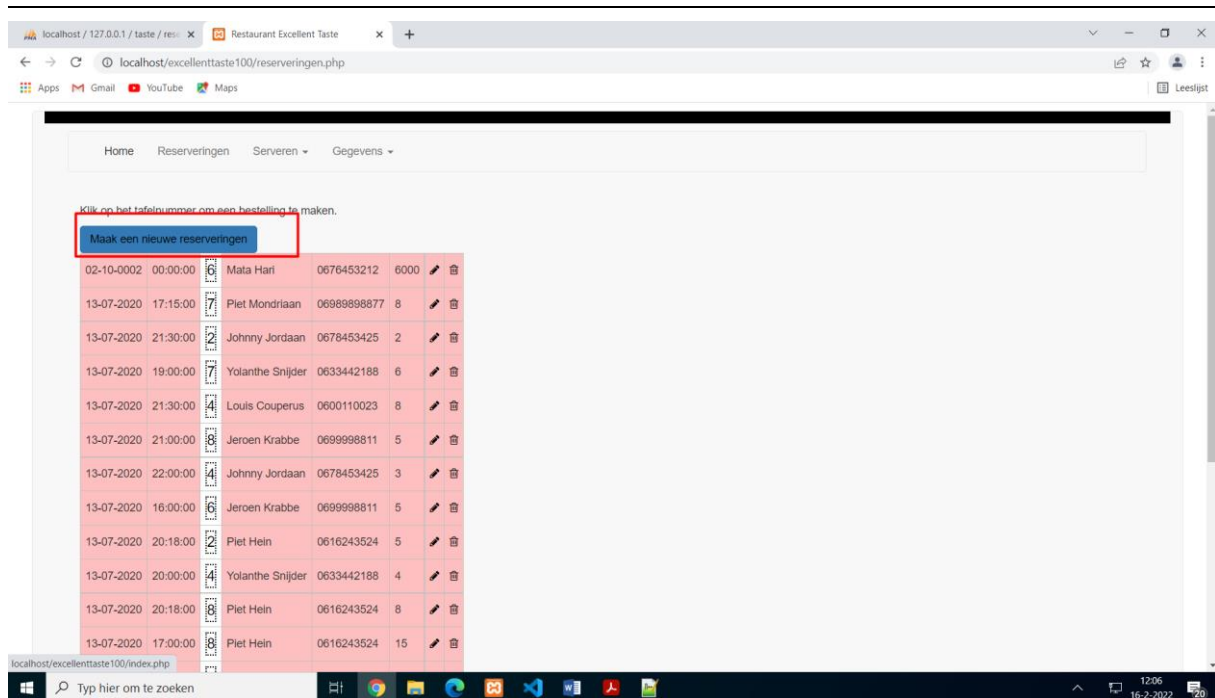 localhost / 127.0.0.1 / taste / rese
Restaurant Excellent Taste
localhost/excellenttaste100/reserveringen.php
Apps Gmail YouTube Maps Leeslijst
Home Reserveringen Serveren Gegevens
Klik op het tafelnummer om een bestelling te maken.
Maak een nieuwe reserveringen
02-10-0002 00:00:00 6 Mata Hari 0676453212 6000
13-07-2020 17:15:00 7 Piet Mondriaan 06989898877 8
13-07-2020 21:30:00 2 Johnny Jordaan 0678453425 2
13-07-2020 19:00:00 7 Yolanthe Snijder 0633442188 6
13-07-2020 21:30:00 4 Louis Couperus 0600110023 8
13-07-2020 21:00:00 8 Jeroen Krabbe 0699998811 5
13-07-2020 22:00:00 4 Johnny Jordaan 0678453425 3
13-07-2020 16:00:00 6 Jeroen Krabbe 0699998811 5
13-07-2020 20:18:00 2 Piet Hein 0616243524 5
13-07-2020 20:00:00 4 Yolanthe Snijder 0633442188 4
13-07-2020 20:18:00 8 Piet Hein 0616243524 8
13-07-2020 17:00:00 8 Piet Hein 0616243524 15
localhost/excellenttaste100/index.php
Typ hier om te zoeken
12:06
16-2-2022
20